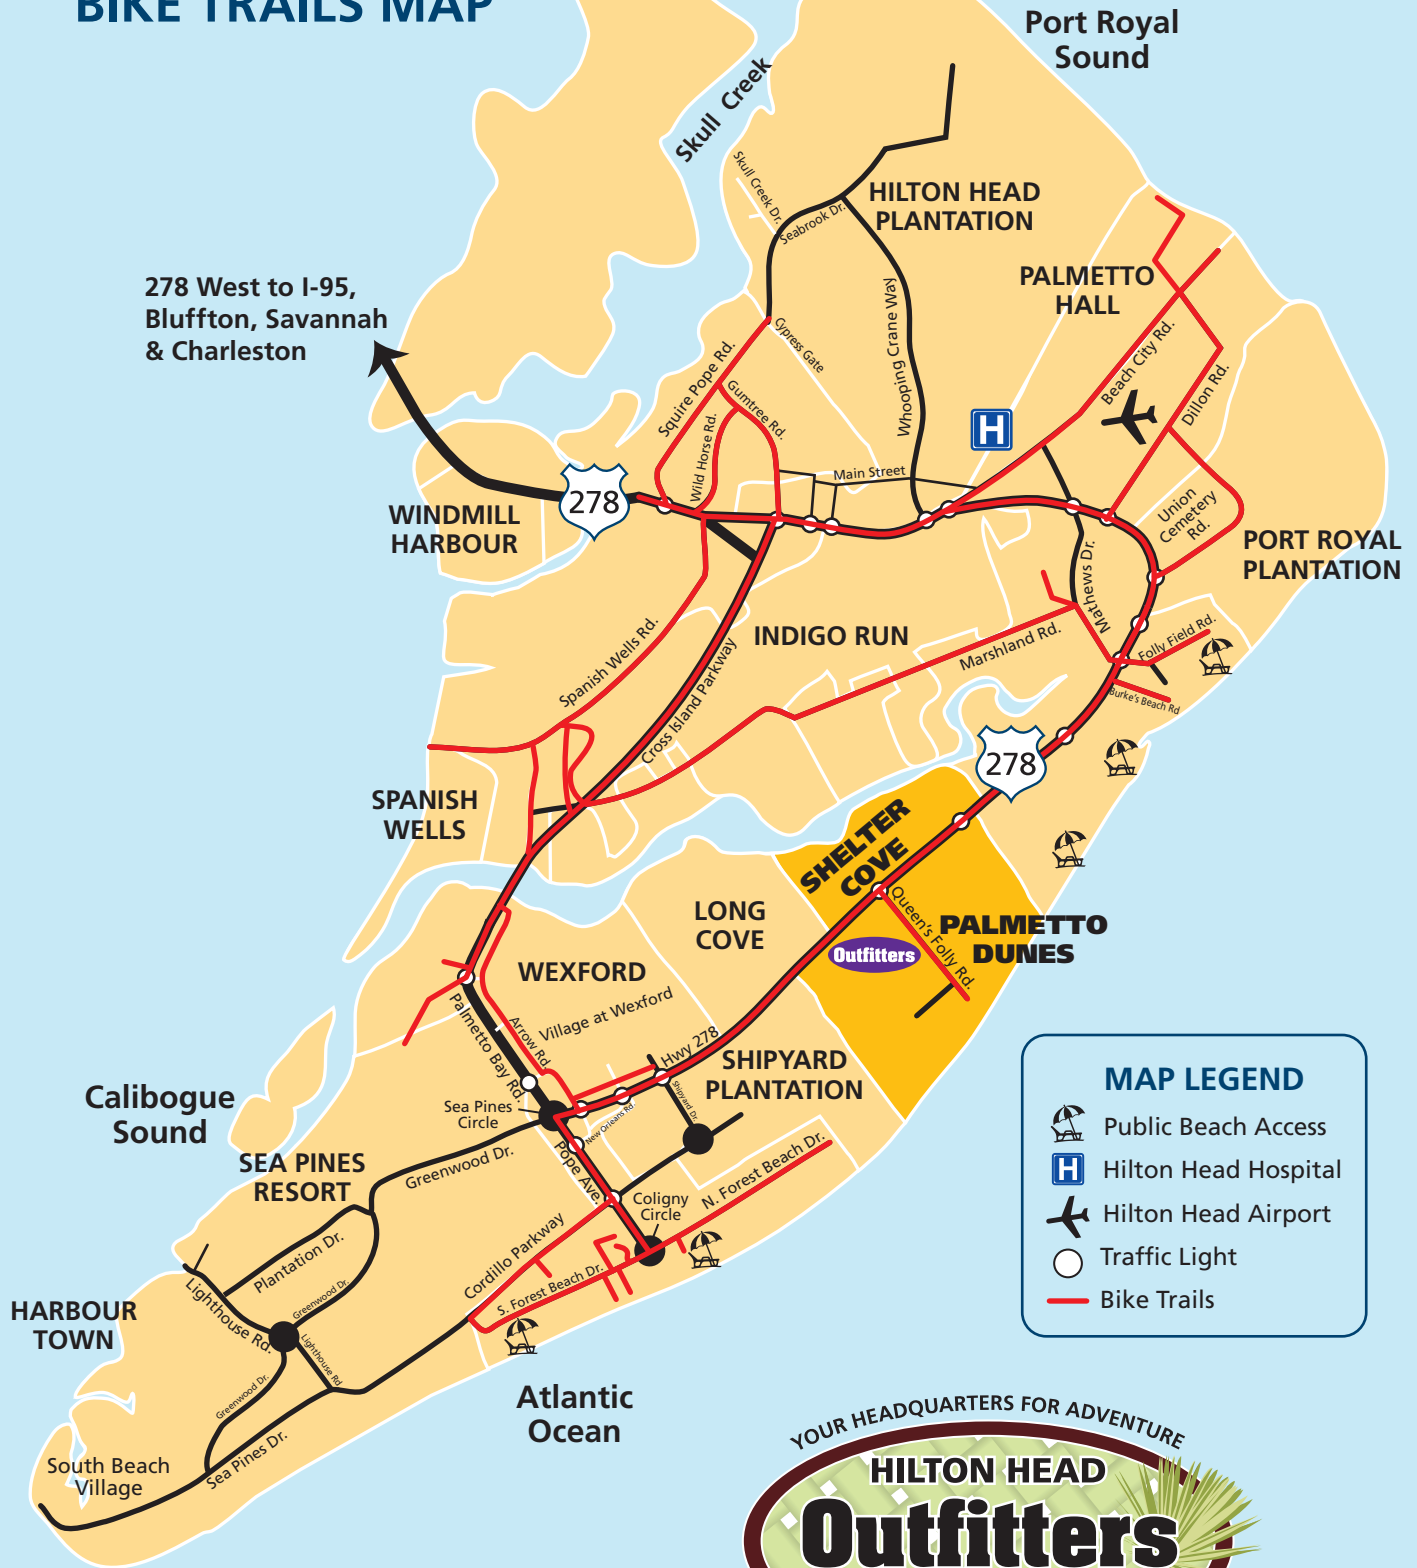 BIKE TRAILS MAP
Port Royal
Sound
Skull Creek
Skull Creek Dr.
Seabrook Dr.
HILTON HEAD
PLANTATION
278 West to I-95,
Bluffton, Savannah
& Charleston
PALMETTO
HALL
Whooping Crane Way
Cypress Gate
Squire Pope Rd.
Gumtree Rd.
Wild Horse Rd.
Beach City Rd.
Dillon Rd.
H
Main Street
278
WINDMILL
HARBOUR
Union
Cemetery
Rd.
PORT ROYAL
PLANTATION
Mathews Dr.
INDIGO RUN
Marshland Rd.
Folly Field Rd.
Burke's Beach Rd
Spanish Wells Rd.
Cross Island Parkway
278
SPANISH
WELLS
SHELTER
COVE
LONG
COVE
Queen's Folly Rd.
PALMETTO
DUNES
Outfitters
WEXFORD
Village at Wexford
Palmetto Bay Rd.
Arrow Rd
Hwy 278
SHIPYARD
PLANTATION
Shipyard Dr.
Sea Pines
Circle
New Orleans Rd.
Pope Ave.
Calibogue
Sound
SEA PINES
RESORT
Greenwood Dr.
N. Forest Beach Dr.
Coligny
Circle
Cordillo Parkway
S. Forest Beach Dr.
Plantation Dr.
Greenwood Dr.
Lighthouse Rd.
Lighthouse Rd
HARBOUR
TOWN
Greenwood Dr.
Sea Pines Dr.
South Beach
Village
Atlantic
Ocean
MAP LEGEND
Public Beach Access
H Hilton Head Hospital
Hilton Head Airport
Traffic Light
Bike Trails
YOUR HEADQUARTERS FOR ADVENTURE
HILTON HEAD
Outfitters